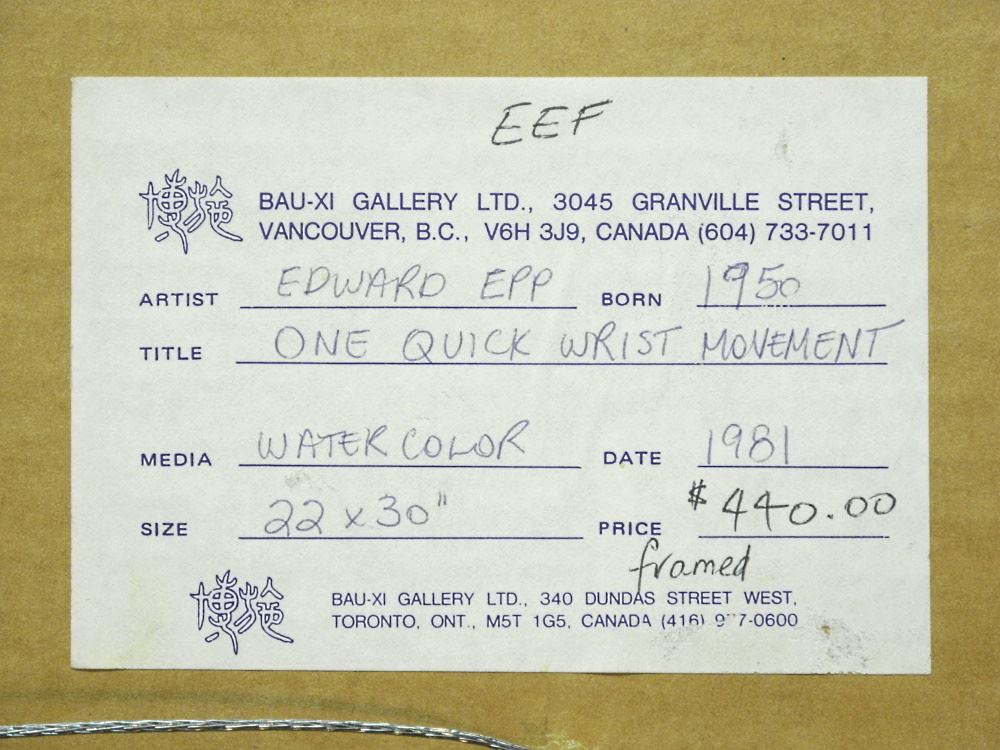 EEF
BAU-XI GALLERY LTD., 3045 GRANVILLE STREET,
VANCOUVER, B.C., V6H 3J9, CANADA (604) 733-7011
ARTIST EDWARD EPP BORN 1950
TITLE ONE QUICK WRIST MOVEMENT
MEDIA WATERCOLOR DATE 1981
SIZE 22 x 30" PRICE $440.00
framed
BAU-XI GALLERY LTD., 340 DUNDAS STREET WEST,
TORONTO, ONT., M5T 1G5, CANADA (416)